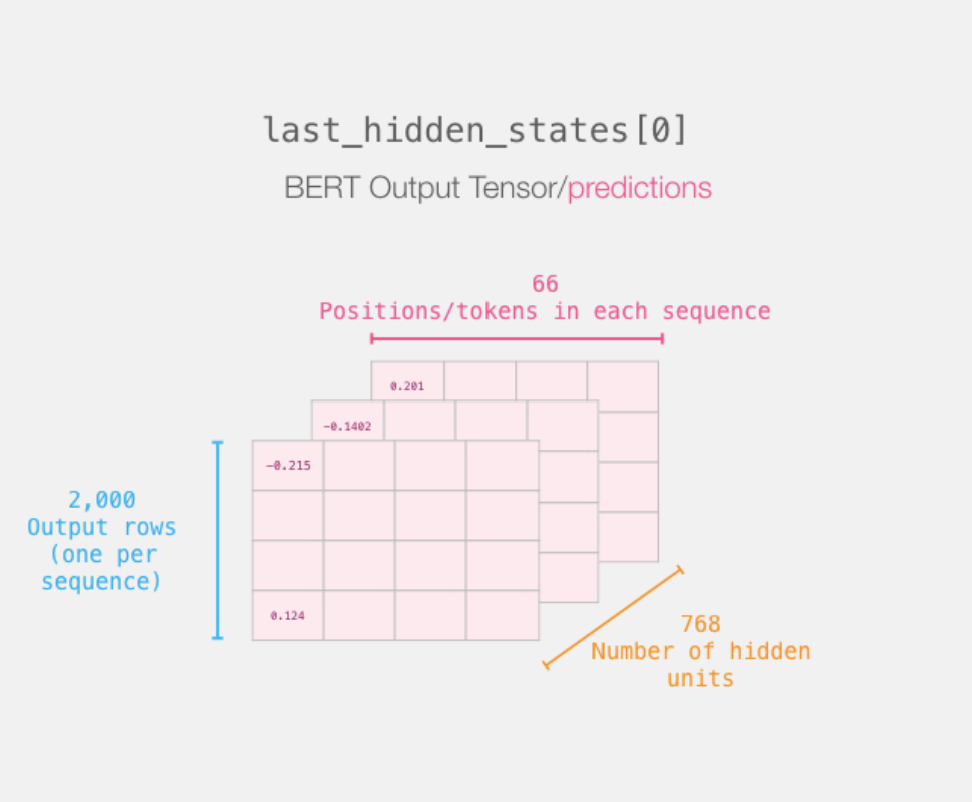 last_hidden_states[0]
BERT Output Tensor/predictions
66
Positions/tokens in each sequence
0.201
-0.1402
-0.215
2,000
Output rows
(one per
sequence)
0.124
768
Number of hidden
units